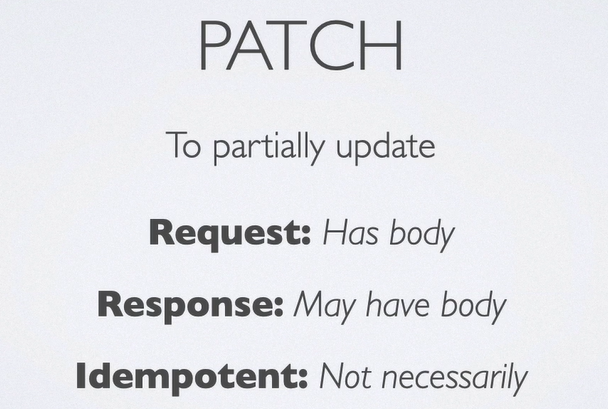 PATCH
To partially update
Request: Has body
Response: May have body
Idempotent: Not necessarily